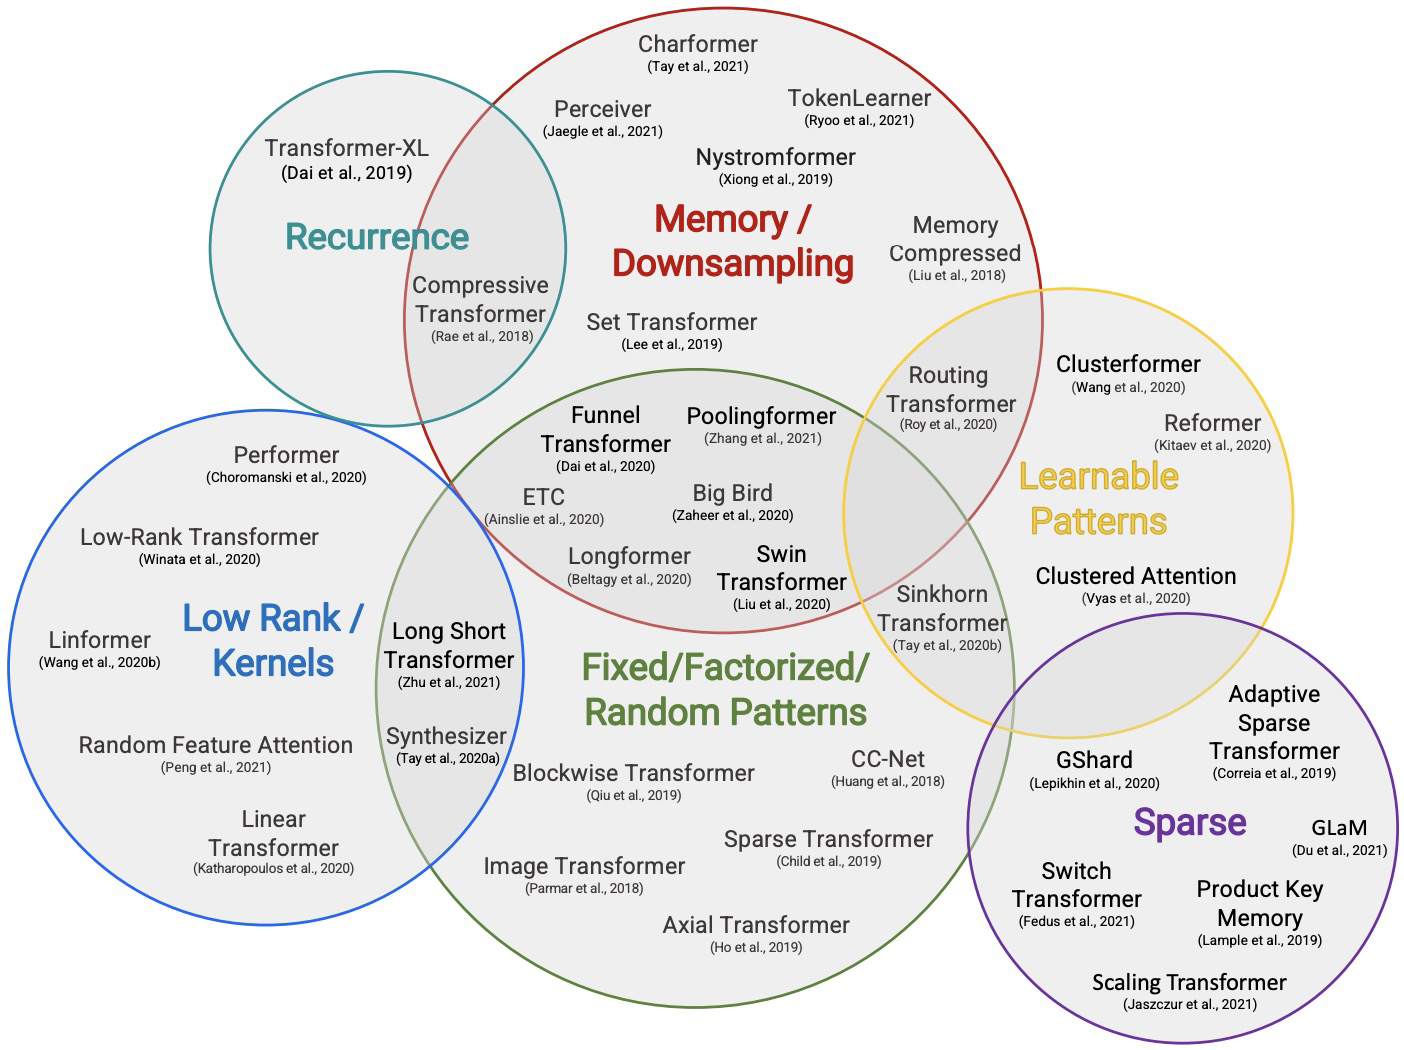 Charformer
(Tay et al., 2021)
Perceiver
(Jaegle et al., 2021)
TokenLearner
(Ryoo et al., 2021)
Transformer-XL
(Dai et al., 2019)
Nystromformer
(Xiong et al., 2019)
Recurrence
Memory /
Downsampling
Memory
Compressed
(Liu et al., 2018)
Compressive
Transformer
(Rae et al., 2018)
Set Transformer
(Lee et al., 2019)
Routing
Transformer
(Roy et al., 2020)
Clusterformer
(Wang et al., 2020)
Reformer
(Kitaev et al., 2020)
Learnable
Patterns
Clustered Attention
(Vyas et al., 2020)
Funnel
Transformer
(Dai et al., 2020)
Poolingformer
(Zhang et al., 2021)
ETC
(Ainslie et al., 2020)
Big Bird
(Zaheer et al., 2020)
Longformer
(Beltagy et al., 2020)
Swin
Transformer
(Liu et al., 2020)
Sinkhorn
Transformer
(Tay et al., 2020b)
Performer
(Choromanski et al., 2020)
Low-Rank Transformer
(Winata et al., 2020)
Low Rank /
Kernels
Linformer
(Wang et al., 2020b)
Random Feature Attention
(Peng et al., 2021)
Linear
Transformer
(Katharopoulos et al., 2020)
Long Short
Transformer
(Zhu et al., 2021)
Synthesizer
(Tay et al., 2020a)
Fixed/Factorized/
Random Patterns
Blockwise Transformer
(Qiu et al., 2019)
CC-Net
(Huang et al., 2018)
Sparse Transformer
(Child et al., 2019)
Image Transformer
(Parmar et al., 2018)
Axial Transformer
(Ho et al., 2019)
Adaptive
Sparse
Transformer
(Correia et al., 2019)
GShard
(Lepikhin et al., 2020)
Sparse
GLaM
(Du et al., 2021)
Switch
Transformer
(Fedus et al., 2021)
Product Key
Memory
(Lample et al., 2019)
Scaling Transformer
(Jaszczur et al., 2021)